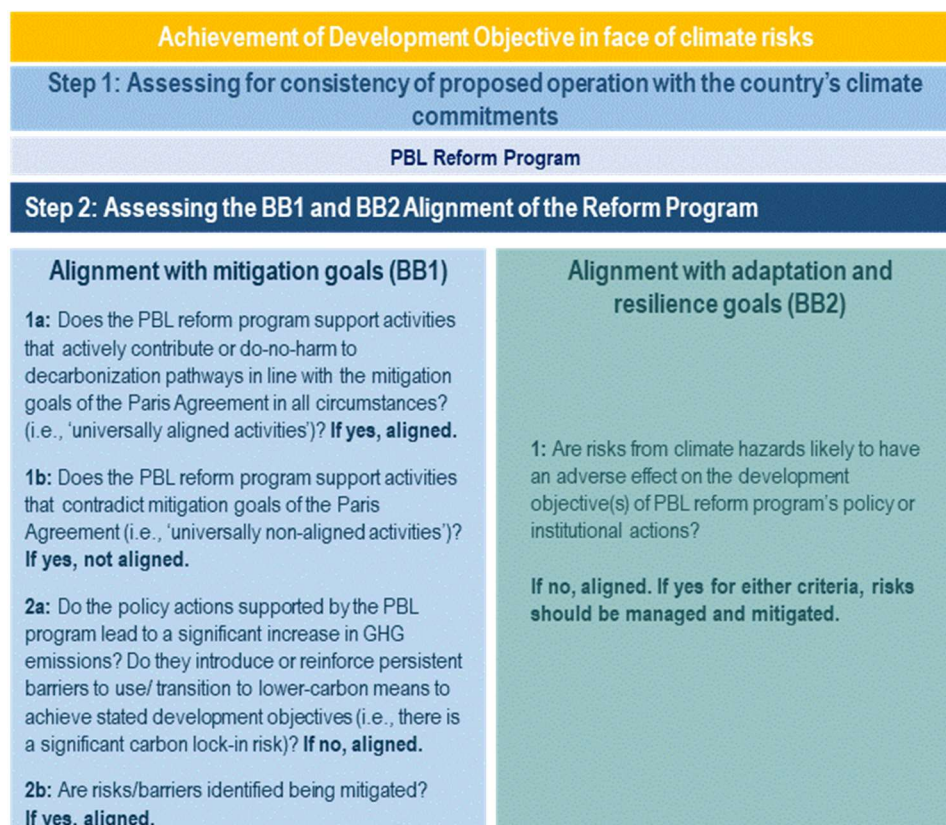 Achievement of Development Objective in face of climate risks
Step 1: Assessing for consistency of proposed operation with the country's climate
commitments
PBL Reform Program
Step 2: Assessing the BB1 and BB2 Alignment of the Reform Program
Alignment with mitigation goals (BB1)
1a: Does the PBL reform program support activities
that actively contribute or do-no-harm to
decarbonization pathways in line with the mitigation
goals of the Paris Agreement in all circumstances?
(i.e., 'universally aligned activities')? If yes, aligned.
1b: Does the PBL reform program support activities
that contradict mitigation goals of the Paris
Agreement (i.e., 'universally non-aligned activities')?
If yes, not aligned.
2a: Do the policy actions supported by the PBL
program lead to a significant increase in GHG
emissions? Do they introduce or reinforce persistent
barriers to use/ transition to lower-carbon means to
achieve stated development objectives (i.e., there is
a significant carbon lock-in risk)? If no, aligned.
2b: Are risks/barriers identified being mitigated?
If yes, aligned.
Alignment with adaptation and
resilience goals (BB2)
1: Are risks from climate hazards likely to have
an adverse effect on the development
objective(s) of PBL reform program's policy or
institutional actions?
If no, aligned. If yes for either criteria, risks
should be managed and mitigated.